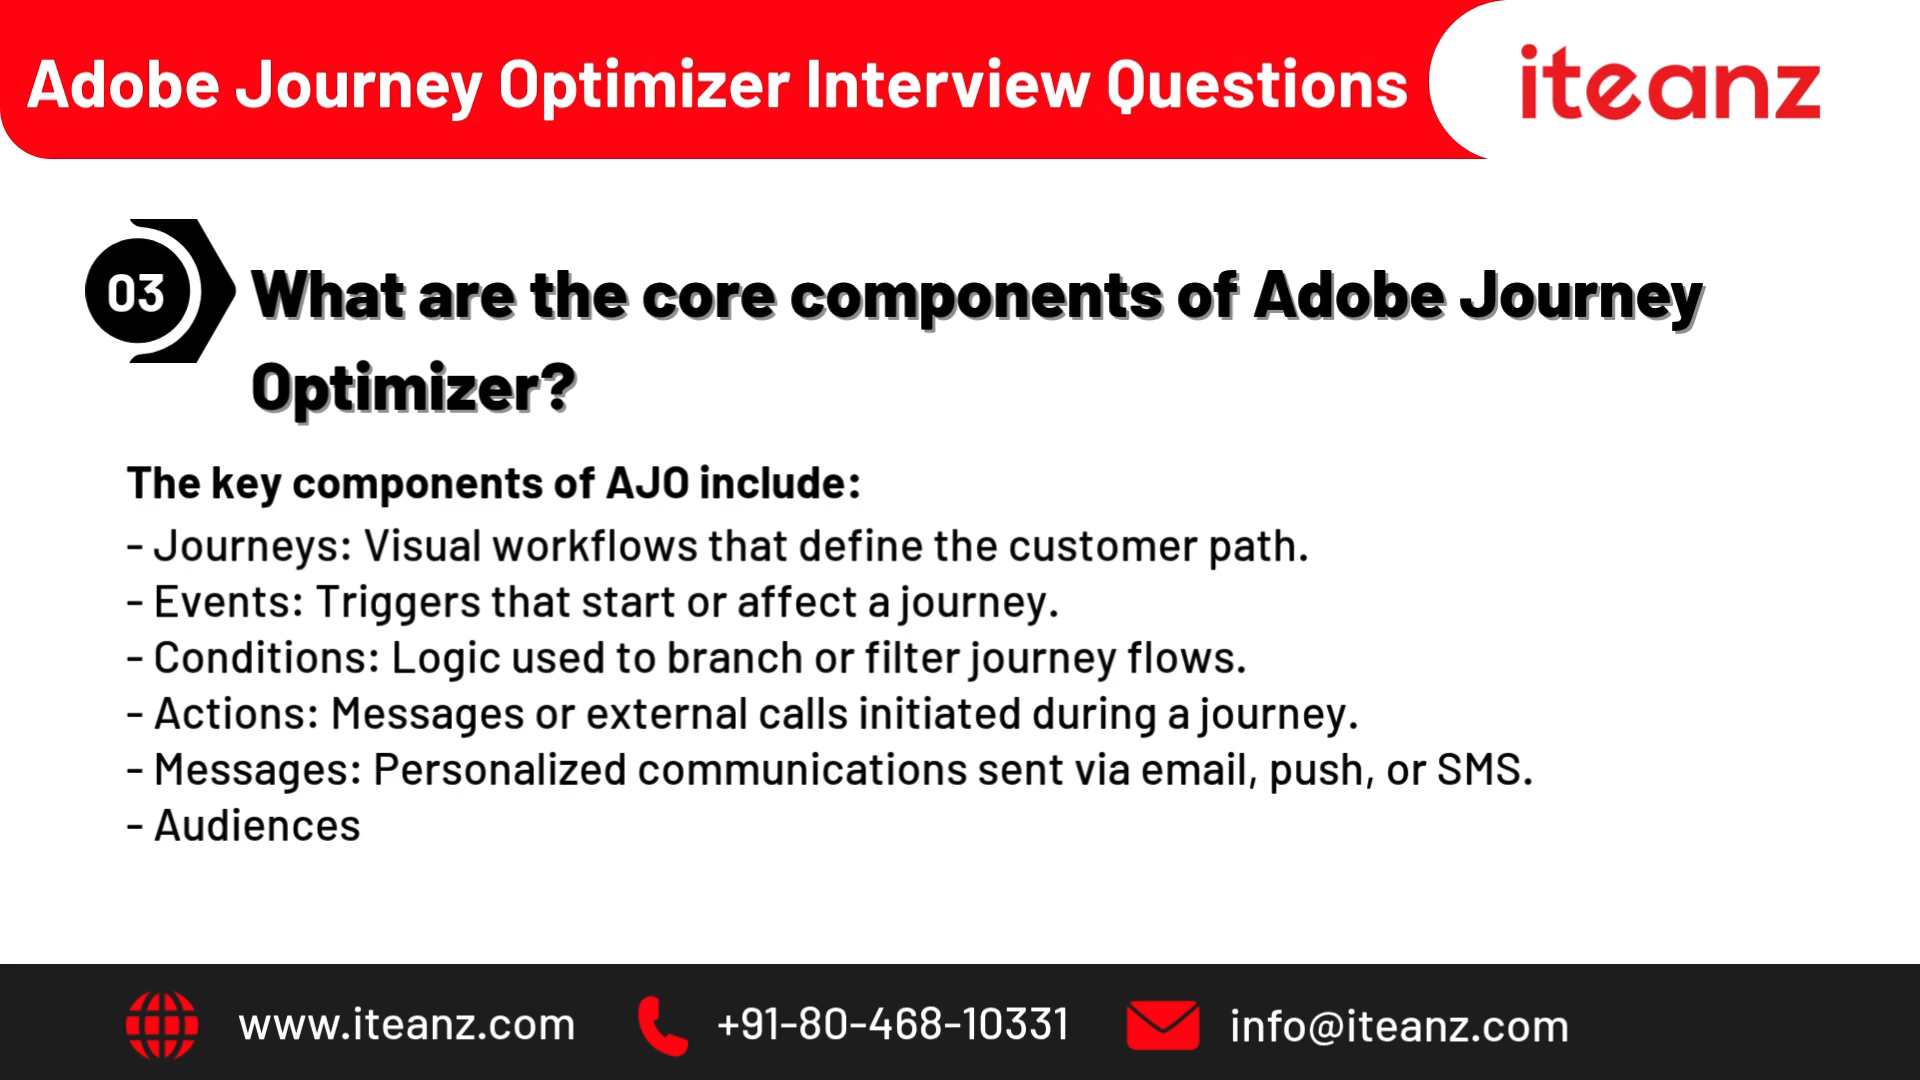 Adobe Journey Optimizer Interview Questions
iteanz
03
What are the core components of Adobe Journey
Optimizer?
The key components of AJO include:
- Journeys: Visual workflows that define the customer path.
- Events: Triggers that start or affect a journey.
- Conditions: Logic used to branch or filter journey flows.
- Actions: Messages or external calls initiated during a journey.
- Messages: Personalized communications sent via email, push, or SMS.
- Audiences
www.iteanz.com
+91-80-468-10331
info@iteanz.com